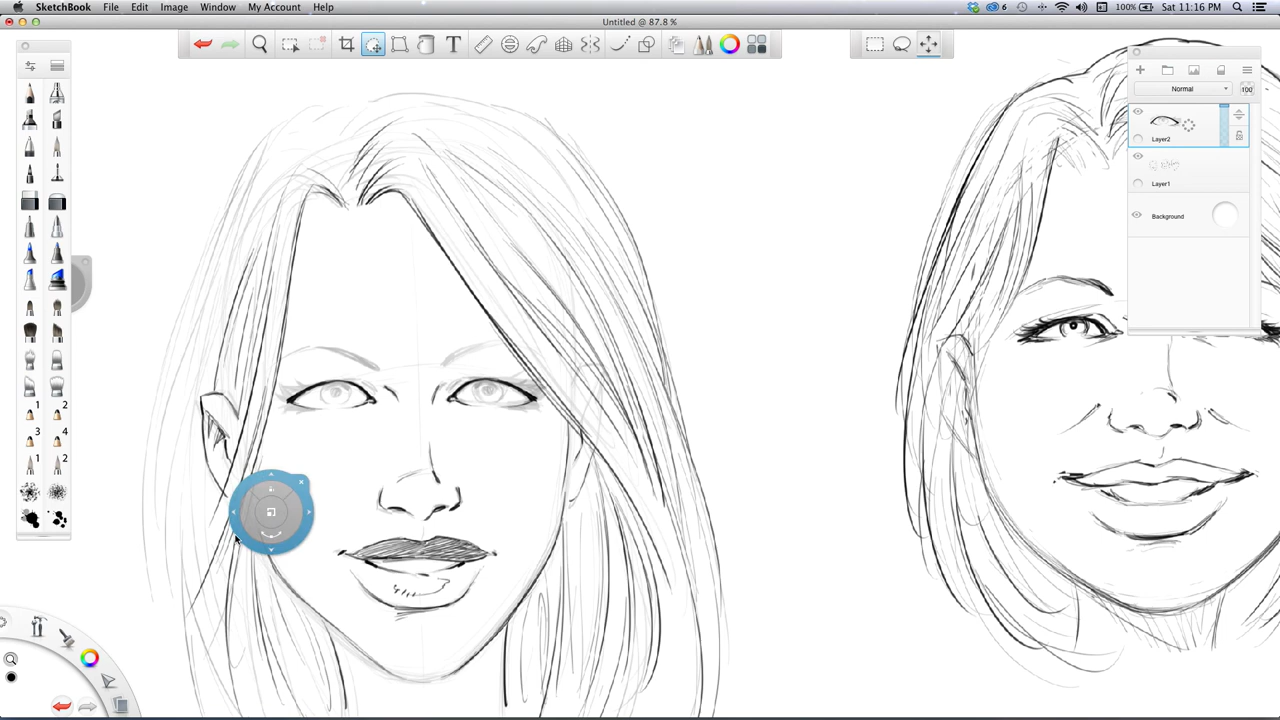 SketchBook File Edit Image Window My Account Help 6 100% Sat 11:16 PM
Untitled @ 87.8 %
T
Normal 100
Layer2
Layer1
Background
1 2
3 4
1 2